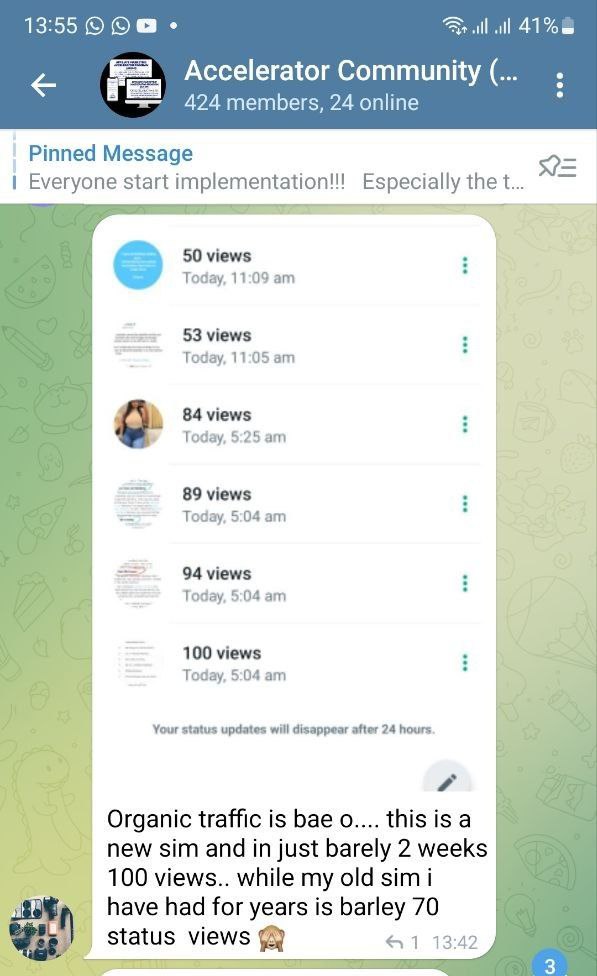 13:55 41%
Accelerator Community (...
424 members, 24 online
Pinned Message
Everyone start implementation!!! Especially the t...
50 views
Today, 11:09 am
53 views
Today, 11:05 am
84 views
Today, 5:25 am
89 views
Today, 5:04 am
94 views
Today, 5:04 am
100 views
Today, 5:04 am
Your status updates will disappear after 24 hours.
Organic traffic is bae o.... this is a
new sim and in just barely 2 weeks
100 views.. while my old sim i
have had for years is barley 70
status views 🙈
1 13:42
3